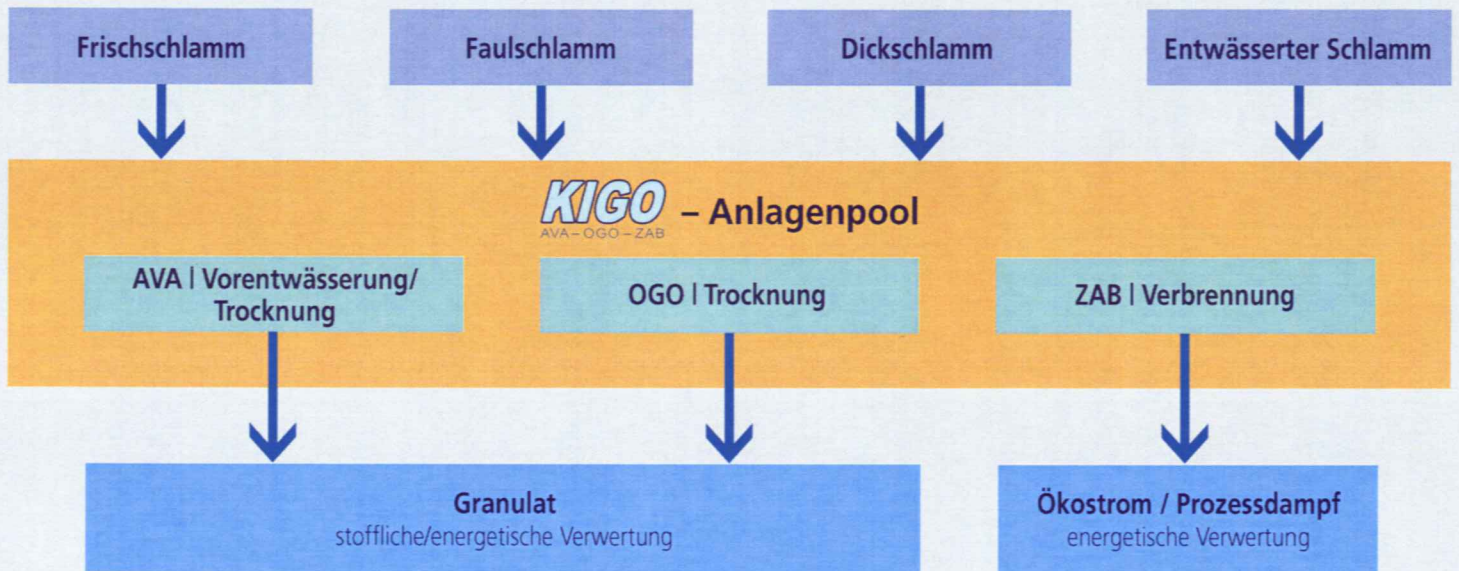 Frischschlamm
Faulschlamm
Dickschlamm
Entwässerter Schlamm
KIGO – Anlagenpool
AVA – OGO – ZAB
AVA | Vorentwässerung/
Trocknung
OGO | Trocknung
ZAB | Verbrennung
Granulat
stoffliche/energetische Verwertung
Ökostrom / Prozessdampf
energetische Verwertung